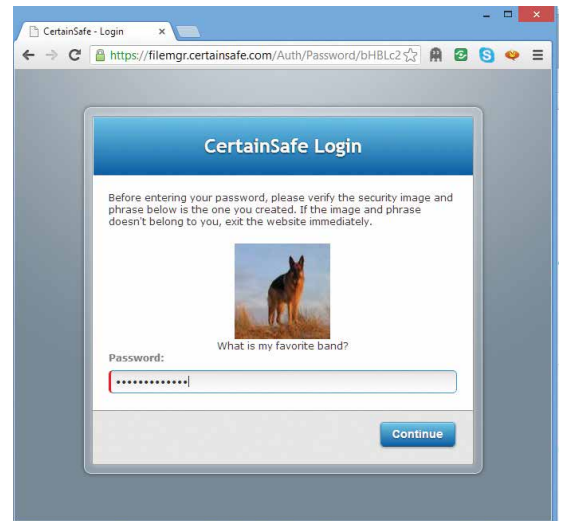 CertainSafe - Login
https://filemgr.certainsafe.com/Auth/Password/bHBLc2
CertainSafe Login
Before entering your password, please verify the security image and
phrase below is the one you created. If the image and phrase
doesn't belong to you, exit the website immediately.
What is my favorite band?
Password:
Continue